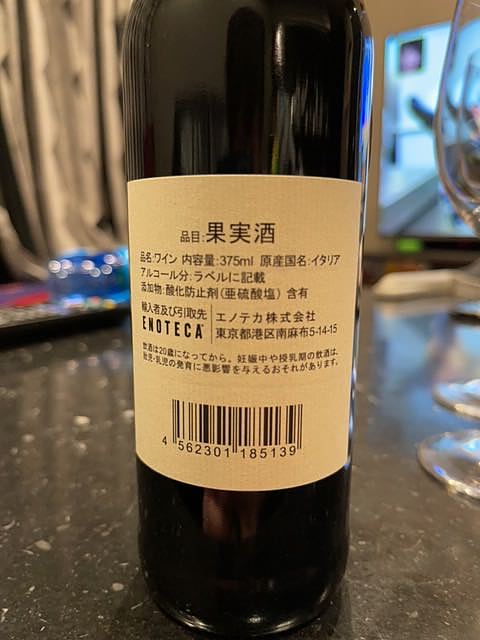 品目:果実酒
品名:ワイン 内容量:375ml 原産国名:イタリア
アルコール分:ラベルに記載
添加物:酸化防止剤(亜硫酸塩) 含有
輸入者及び引取先 エノテカ株式会社
ENOTECA 東京都港区南麻布5-14-15
飲酒は20歳になってから。妊娠中や授乳期の飲酒は、
胎児・乳児の発育に悪影響を与えるおそれがあります。
4 562301 185139